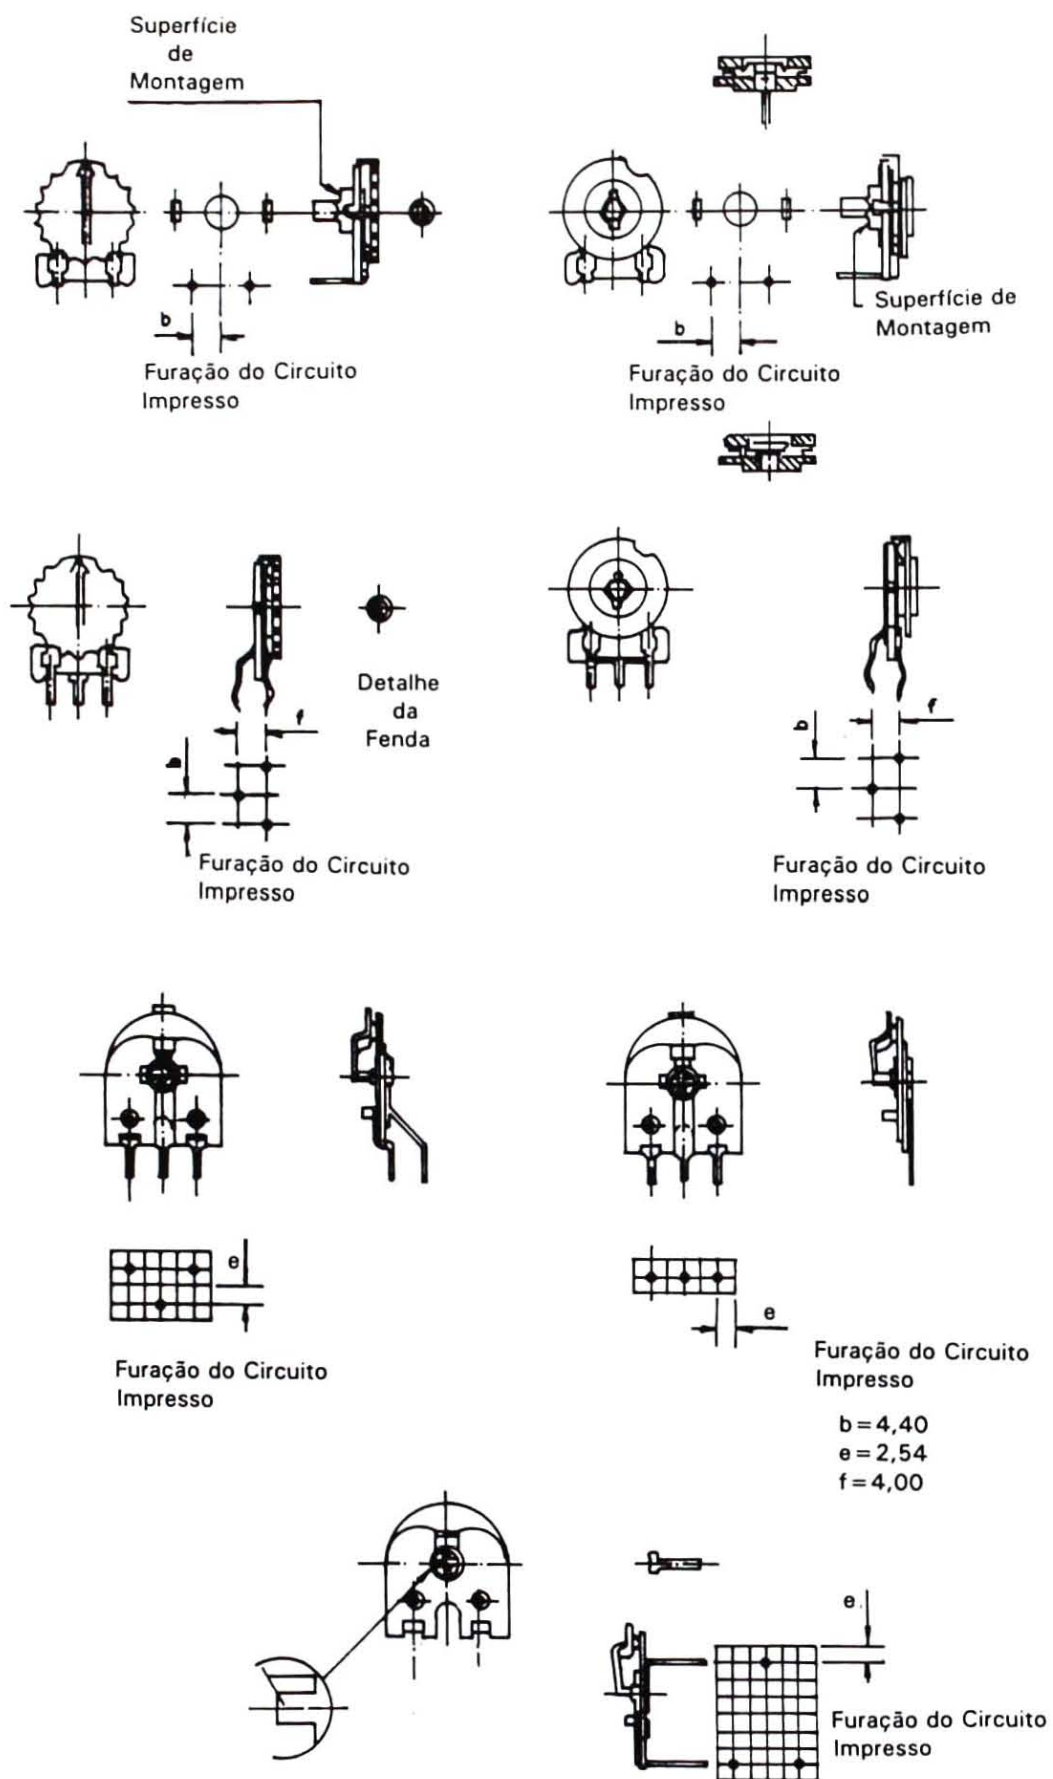 Superfície
de
Montagem
b
Furação do Circuito
Impresso
Superfície de
Montagem
b
Furação do Circuito
Impresso
Detalhe
da
Fenda
f
b
Furação do Circuito
Impresso
f
b
Furação do Circuito
Impresso
e
Furação do Circuito
Impresso
e
Furação do Circuito
Impresso
b=4,40
e=2,54
f=4,00
e
Furação do Circuito
Impresso